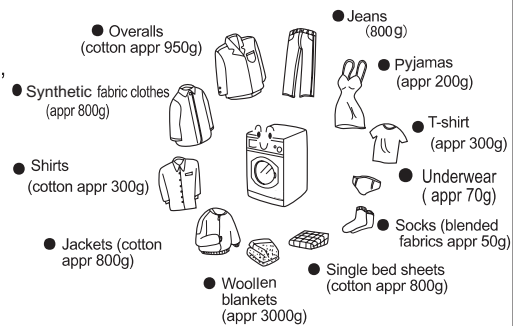 ● Overalls
(cotton appr 950g)
● Jeans
(800g)
● Pyjamas
(appr 200g)
,
● Synthetic fabric clothes
(appr 800g)
● T-shirt
(appr 300g)
● Shirts
(cotton appr 300g)
● Underwear
( appr 70g)
● Socks (blended
fabrics appr 50g)
● Jackets (cotton
appr 800g)
● Single bed sheets
(cotton appr 800g)
● Woollen
blankets
(appr 3000g)